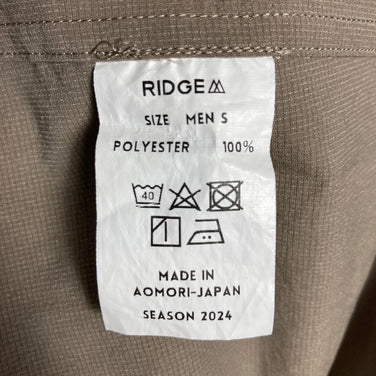 RIDGE
SIZE MEN S
POLYESTER 100%
40
MADE IN
AOMORI-JAPAN
SEASON 2024